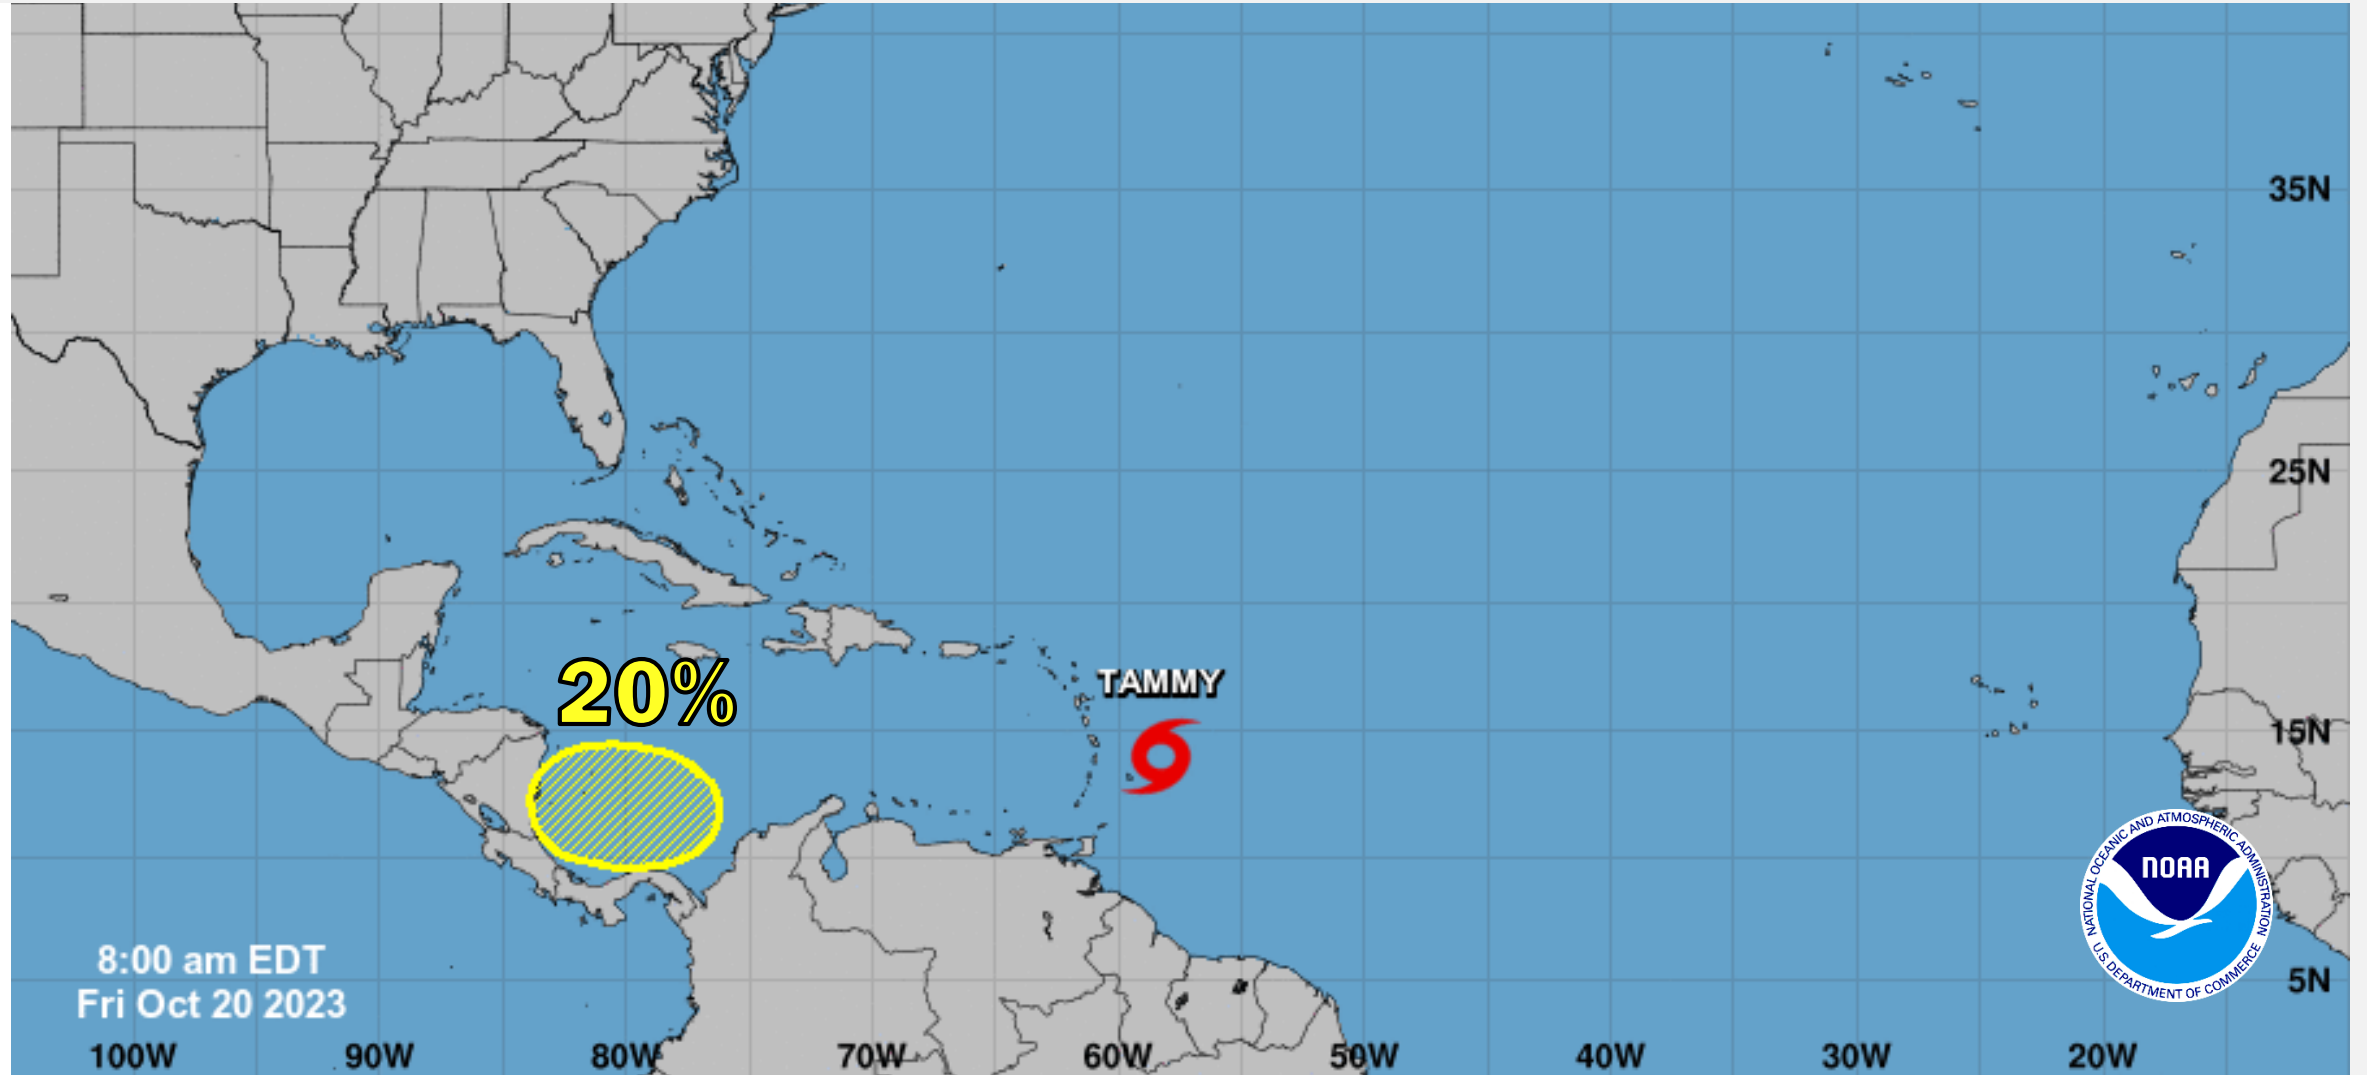 35N
25N
TAMMY
20%
15N
NOAA
NATIONAL OCEANIC AND ATMOSPHERIC ADMINISTRATION
U.S. DEPARTMENT OF COMMERCE
8:00 am EDT
Fri Oct 20 2023
5N
100W 90W 80W 70W 60W 50W 40W 30W 20W